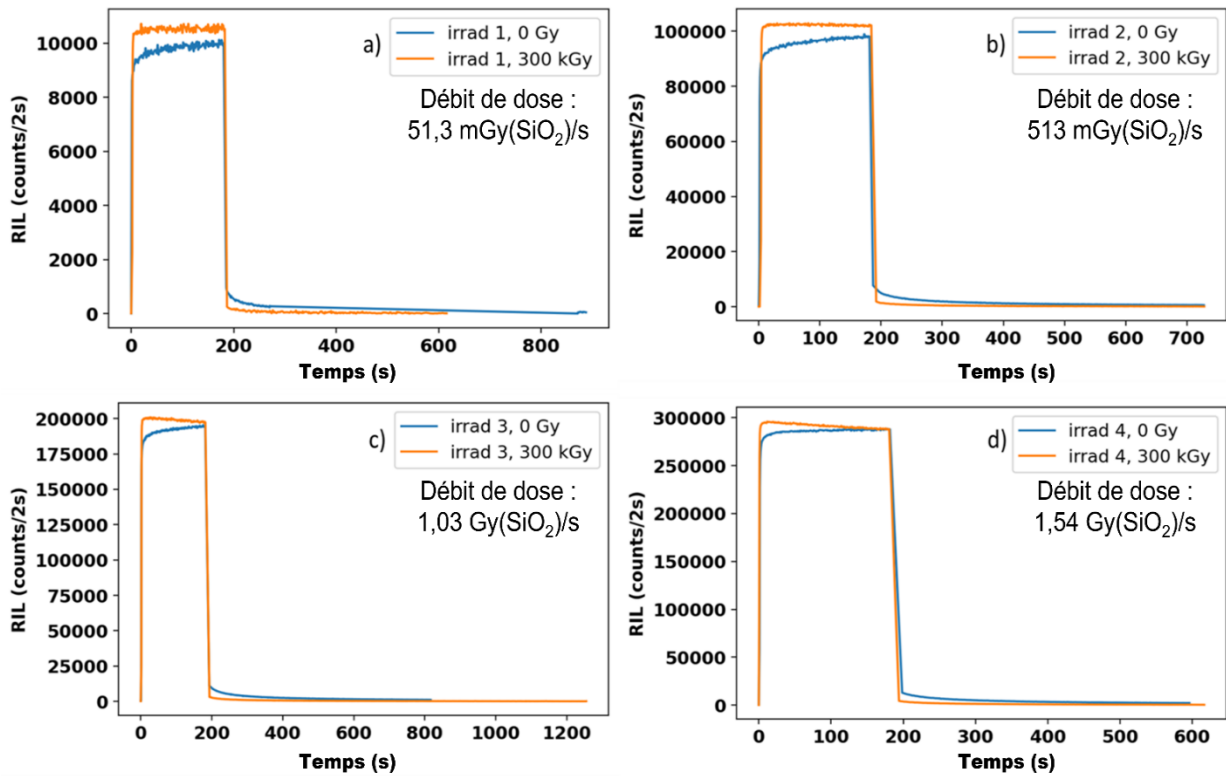 a)
irrad 1, 0 Gy
irrad 1, 300 kGy
Débit de dose :
51,3 mGy(SiO₂)/s
RIL (counts/2s)
10000
8000
6000
4000
2000
0
0 200 400 600 800
Temps (s)
b)
irrad 2, 0 Gy
irrad 2, 300 kGy
Débit de dose :
513 mGy(SiO₂)/s
RIL (counts/2s)
100000
80000
60000
40000
20000
0
0 100 200 300 400 500 600 700
Temps (s)
c)
irrad 3, 0 Gy
irrad 3, 300 kGy
Débit de dose :
1,03 Gy(SiO₂)/s
RIL (counts/2s)
200000
175000
150000
125000
100000
75000
50000
25000
0
0 200 400 600 800 1000 1200
Temps (s)
d)
irrad 4, 0 Gy
irrad 4, 300 kGy
Débit de dose :
1,54 Gy(SiO₂)/s
RIL (counts/2s)
300000
250000
200000
150000
100000
50000
0
0 100 200 300 400 500 600
Temps (s)